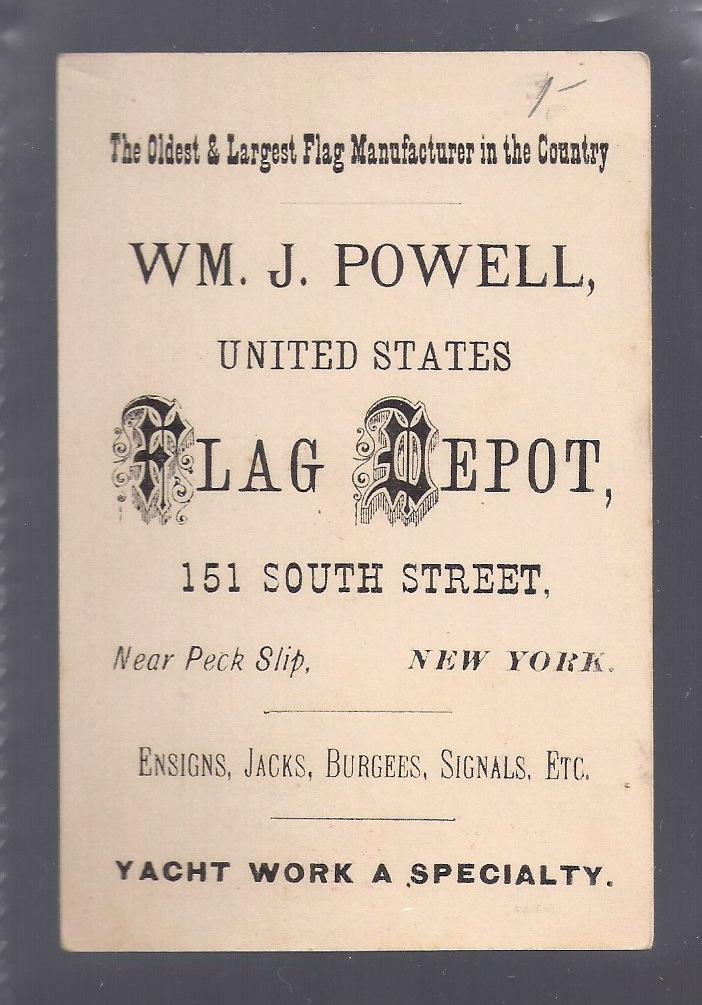 The Oldest & Largest Flag Manufacturer in the Country
WM. J. POWELL,
UNITED STATES
FLAG DEPOT,
151 SOUTH STREET,
Near Peck Slip, NEW YORK.
ENSIGNS, JACKS, BURGEES, SIGNALS, ETC.
YACHT WORK A SPECIALTY.